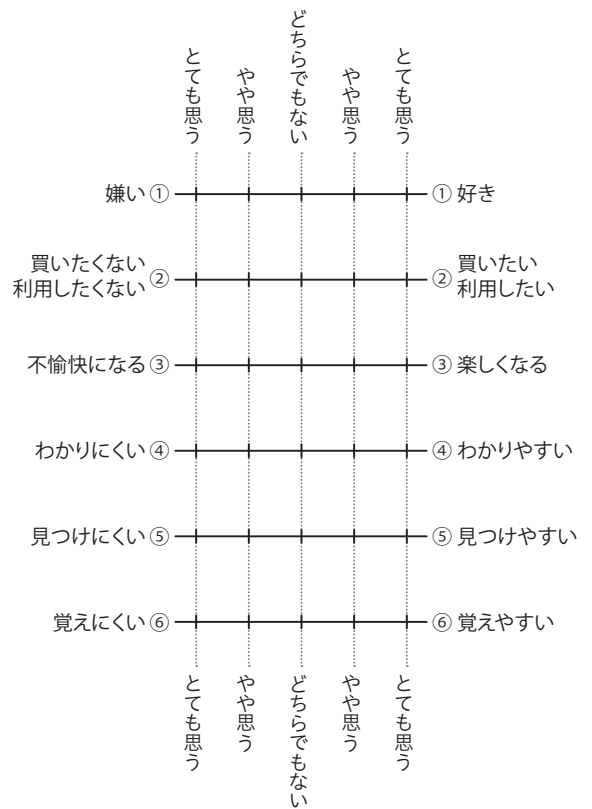 とても思う
やや思う
どちらでもない
やや思う
とても思う
嫌い ①
① 好き
買いたくない
利用したくない ②
② 買いたい
利用したい
不愉快になる ③
③ 楽しくなる
わかりにくい ④
④ わかりやすい
見つけにくい ⑤
⑤ 見つけやすい
覚えにくい ⑥
⑥ 覚えやすい
とても思う
やや思う
どちらでもない
やや思う
とても思う